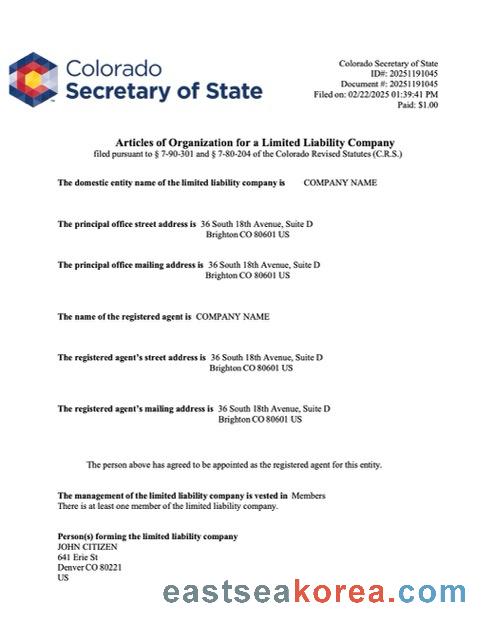 Colorado
Secretary of State
Colorado Secretary of State
ID#: 20251191045
Document #: 20251191045
Filed on: 02/22/2025 01:39:41 PM
Paid: $1.00
Articles of Organization for a Limited Liability Company
filed pursuant to § 7-90-301 and § 7-80-204 of the Colorado Revised Statutes (C.R.S.)
The domestic entity name of the limited liability company is COMPANY NAME
The principal office street address is 36 South 18th Avenue, Suite D
Brighton CO 80601 US
The principal office mailing address is 36 South 18th Avenue, Suite D
Brighton CO 80601 US
The name of the registered agent is COMPANY NAME
The registered agent's street address is 36 South 18th Avenue, Suite D
Brighton CO 80601 US
The registered agent's mailing address is 36 South 18th Avenue, Suite D
Brighton CO 80601 US
The person above has agreed to be appointed as the registered agent for this entity.
The management of the limited liability company is vested in Members
There is at least one member of the limited liability company.
Person(s) forming the limited liability company
JOHN CITIZEN
641 Erie St
Denver CO 80221
US
eastseakorea.com